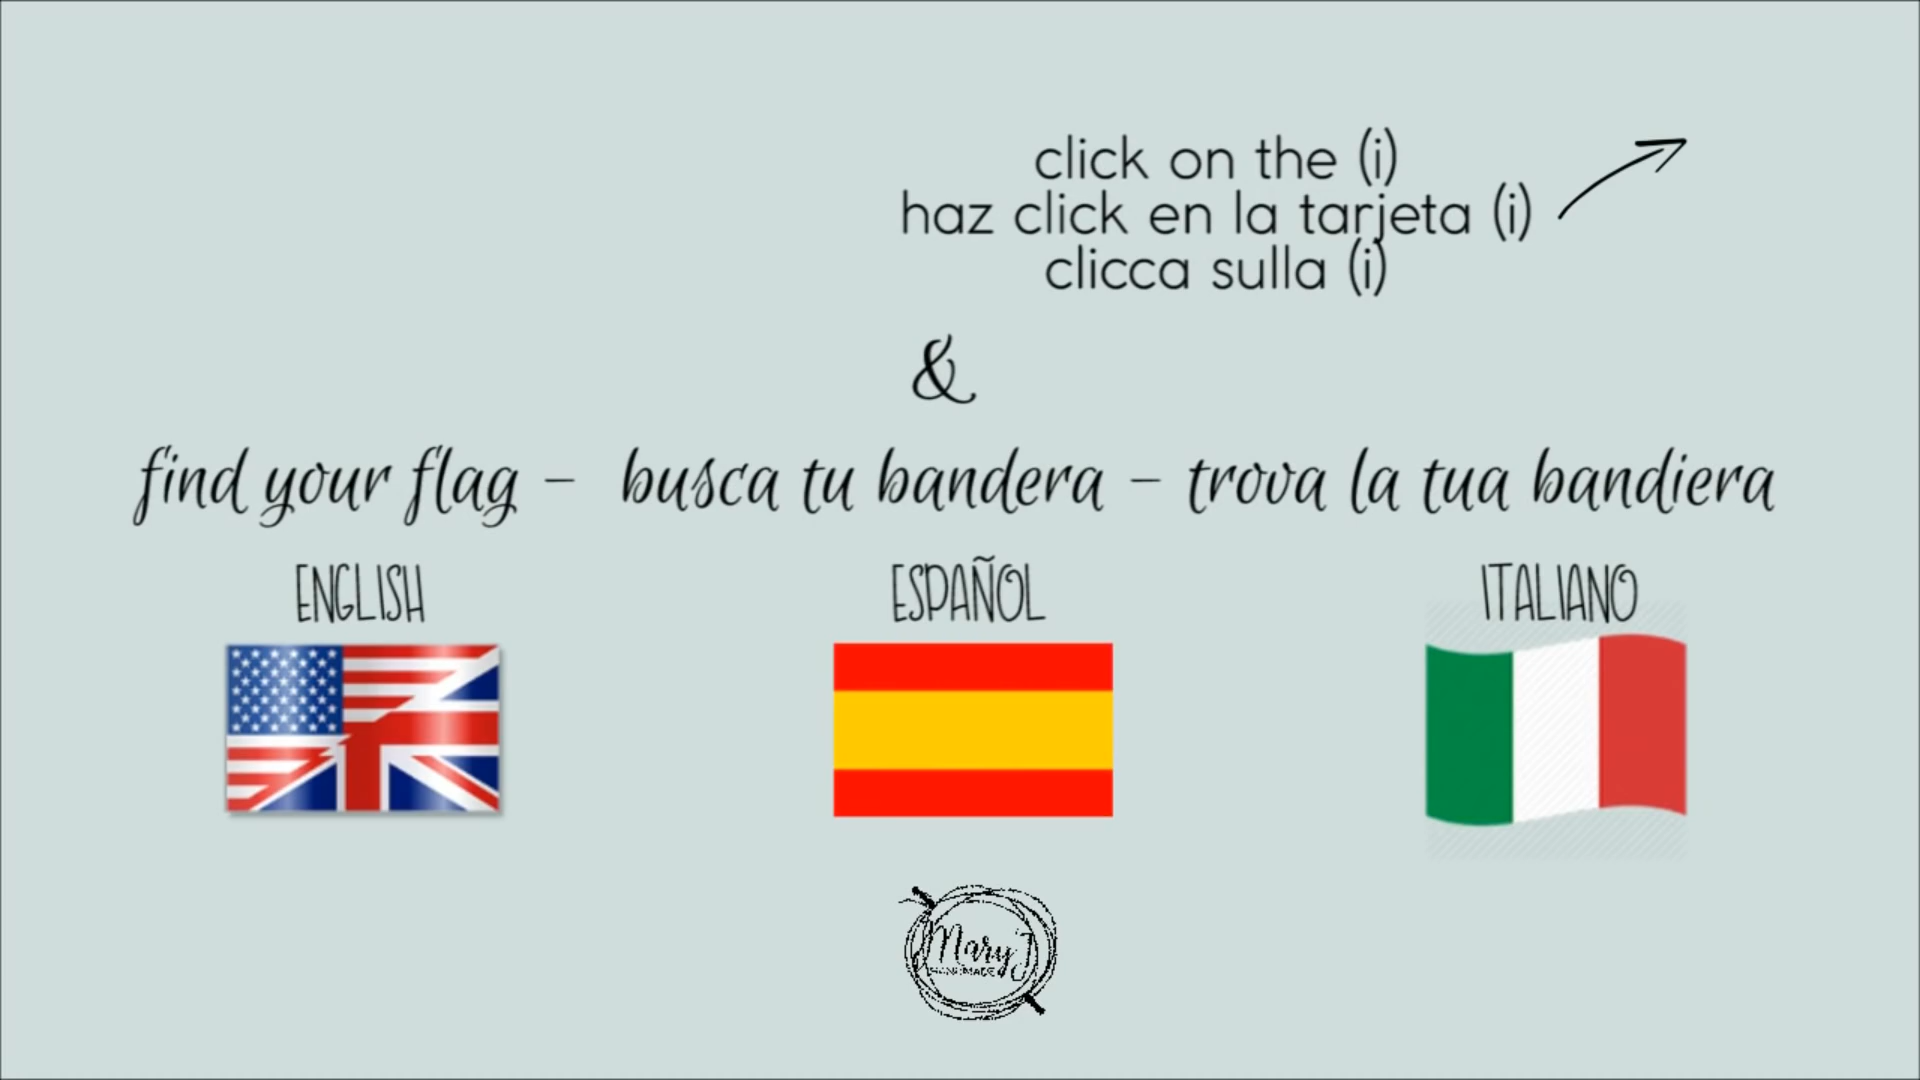 click on the (i)
haz click en la tarjeta (i)
clicca sulla (i)
&
find your flag - busca tu bandera - trova la tua bandiera
ENGLISH
ESPAÑOL
ITALIANO
Mary J
HANDMADE